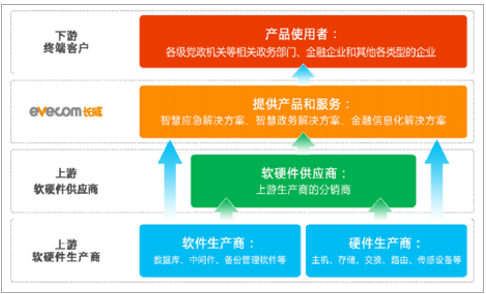 下游
终端客户
产品使用者：
各级党政机关等相关政务部门、金融企业和其他各类型的企业
evecom 长威
提供产品和服务：
智慧应急解决方案、智慧政务解决方案、金融信息化解决方案
上游
软硬件供应商
软硬件供应商：
上游生产商的分销商
上游
软硬件生产商
软件生产商：
数据库、中间件、备份管理软件等
硬件生产商：
主机、存储、交换、路由、传感设备等